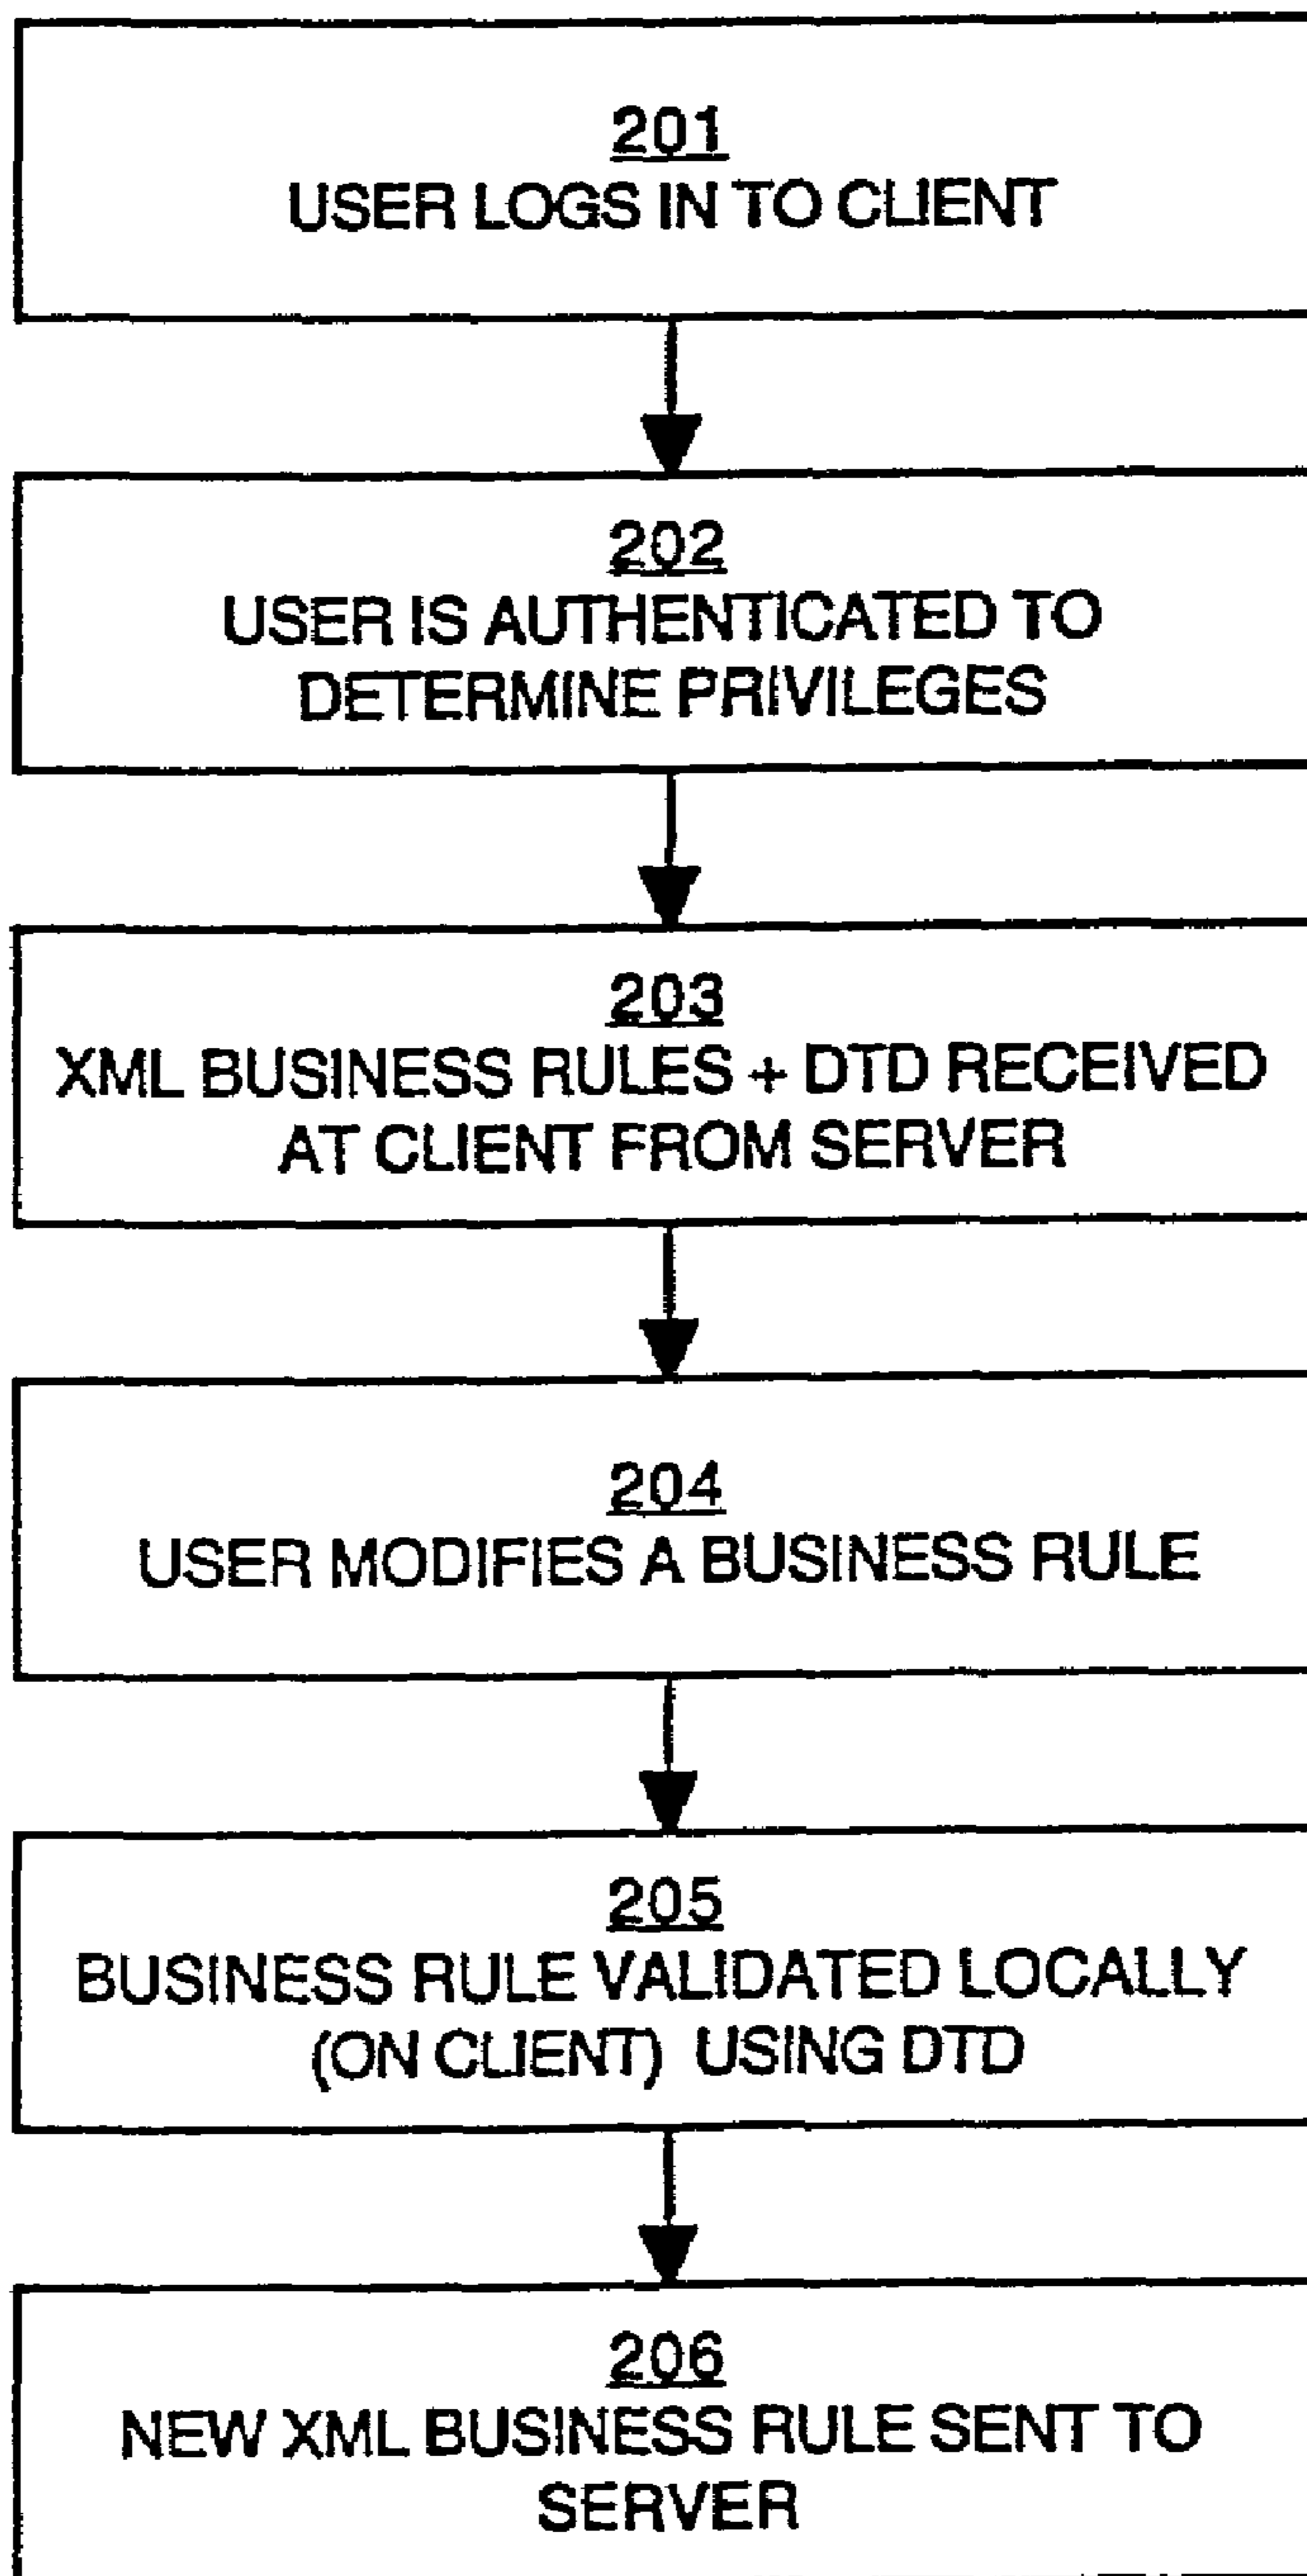 201
USER LOGS IN TO CLIENT
202
USER IS AUTHENTICATED TO
DETERMINE PRIVILEGES
203
XML BUSINESS RULES + DTD RECEIVED
AT CLIENT FROM SERVER
204
USER MODIFIES A BUSINESS RULE
205
BUSINESS RULE VALIDATED LOCALLY
(ON CLIENT) USING DTD
206
NEW XML BUSINESS RULE SENT TO
SERVER